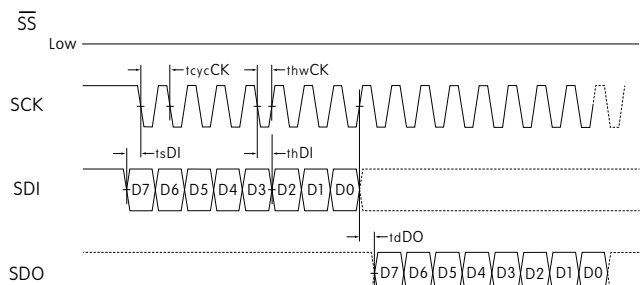 SS
Low
tcycCK thwCK
SCK
tsDI thDI
SDI D7 D6 D5 D4 D3 D2 D1 D0
tdDO
SDO D7 D6 D5 D4 D3 D2 D1 D0